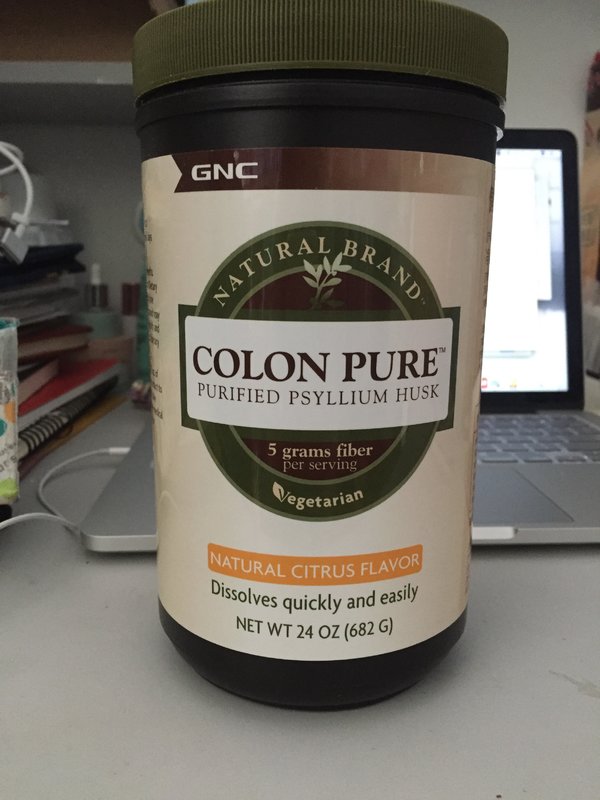 GNC
NATURAL BRAND™
COLON PURE™
PURIFIED PSYLLIUM HUSK
5 grams fiber
per serving
Vegetarian
NATURAL CITRUS FLAVOR
Dissolves quickly and easily
NET WT 24 OZ (682 G)